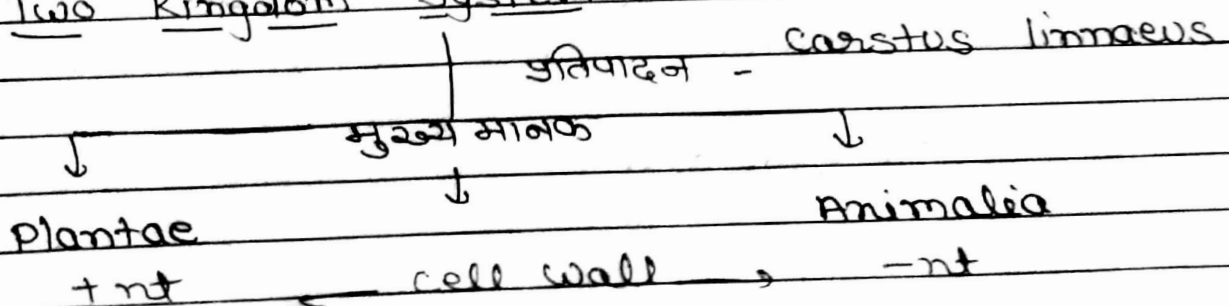 Two Kingdom System
प्रतिपादन - Carstus linnaeus
मुख्य मानक
Plantae Animalia
+nt cell wall -nt